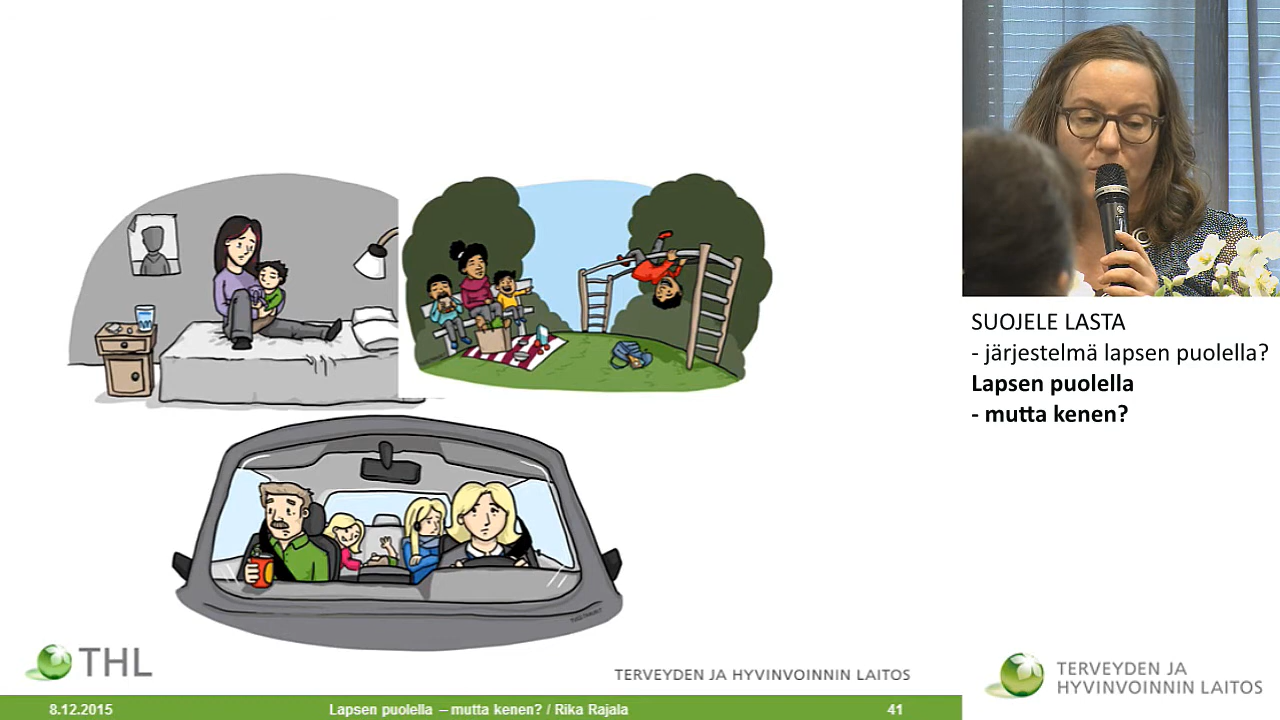 SUOJELE LASTA
- järjestelmä lapsen puolella?
Lapsen puolella
- mutta kenen?
THL
TERVEYDEN JA HYVINVOINNIN LAITOS
TERVEYDEN JA
HYVINVOINNIN LAITOS
8.12.2015
Lapsen puolella – mutta kenen? / Rika Rajala
41